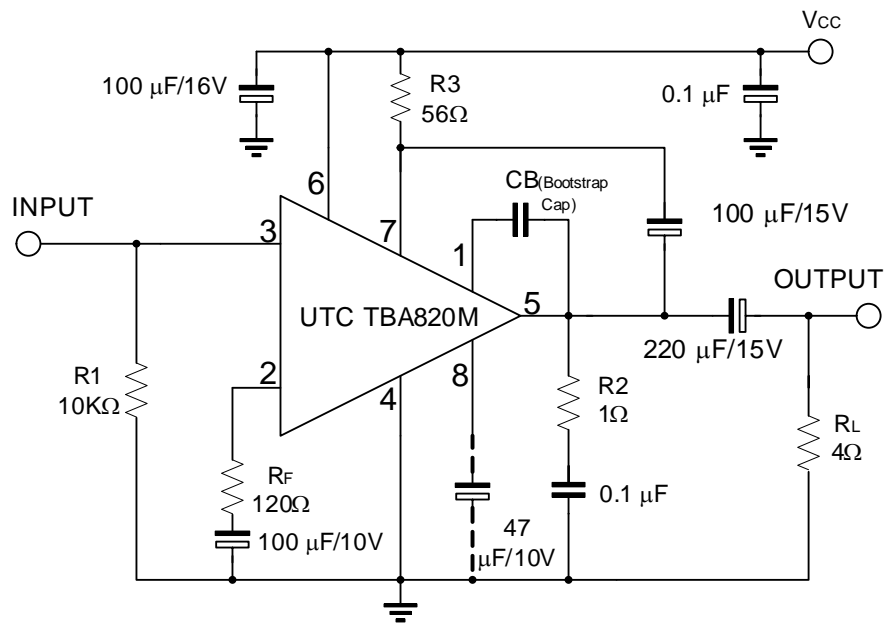 VCC
100 μF/16V
R3
56Ω
0.1 μF
6
7
CB(Bootstrap
Cap)
100 μF/15V
INPUT
3
1
OUTPUT
UTC TBA820M
5
220 μF/15V
2
4
8
R1
10KΩ
R2
1Ω
RL
4Ω
RF
120Ω
100 μF/10V
0.1 μF
47
μF/10V